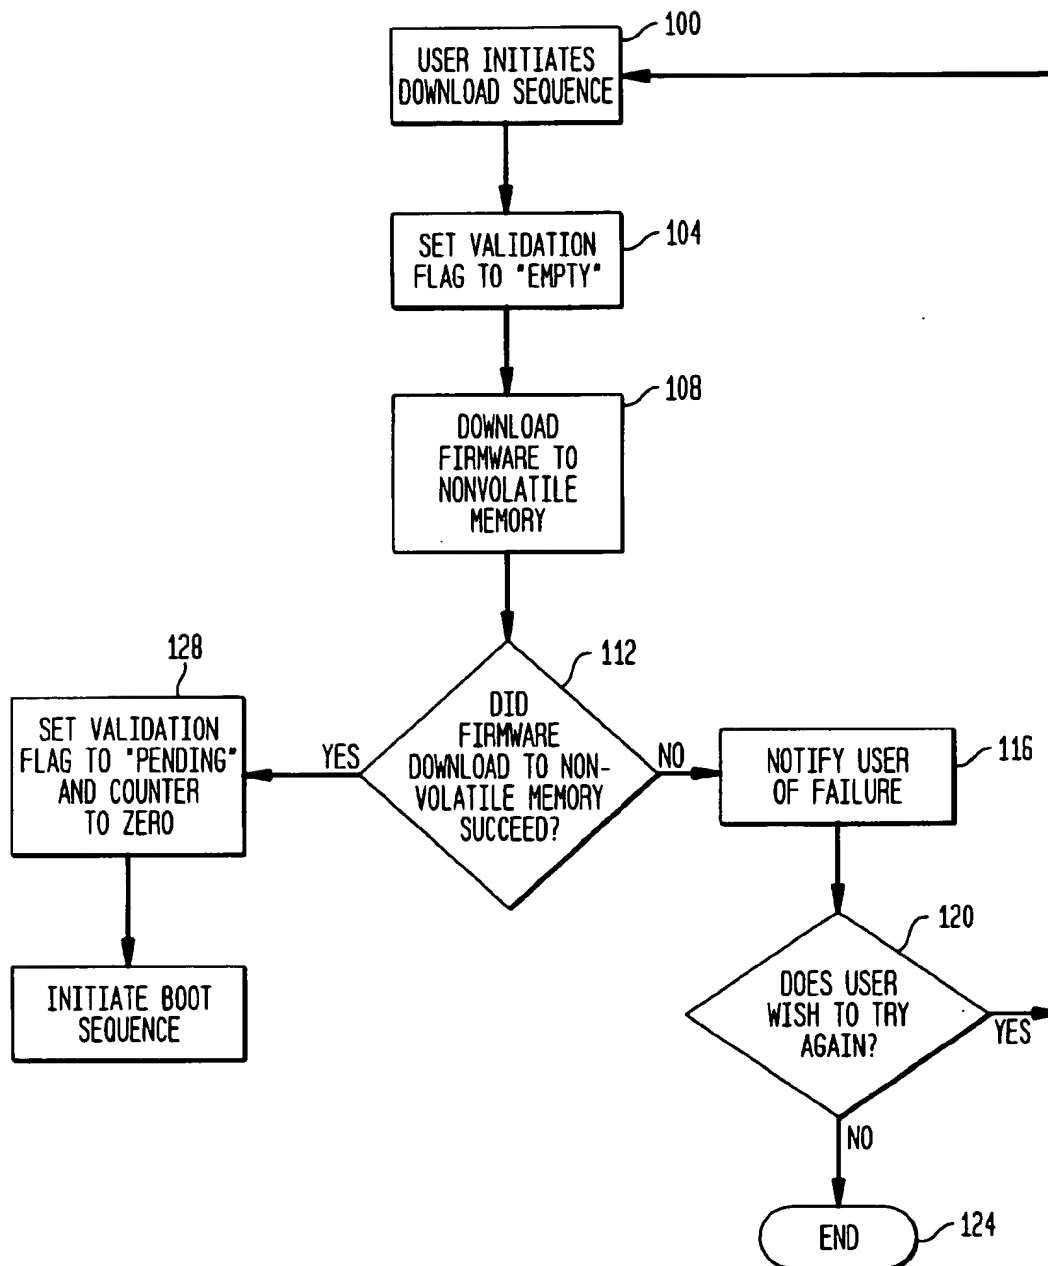 100
USER INITIATES
DOWNLOAD SEQUENCE
104
SET VALIDATION
FLAG TO "EMPTY"
108
DOWNLOAD
FIRMWARE TO
NONVOLATILE
MEMORY
112
DID
FIRMWARE
DOWNLOAD TO NON-
VOLATILE MEMORY
SUCCEED?
YES
NO
128
SET VALIDATION
FLAG TO "PENDING"
AND COUNTER
TO ZERO
INITIATE BOOT
SEQUENCE
116
NOTIFY USER
OF FAILURE
120
DOES USER
WISH TO TRY
AGAIN?
YES
NO
END
124